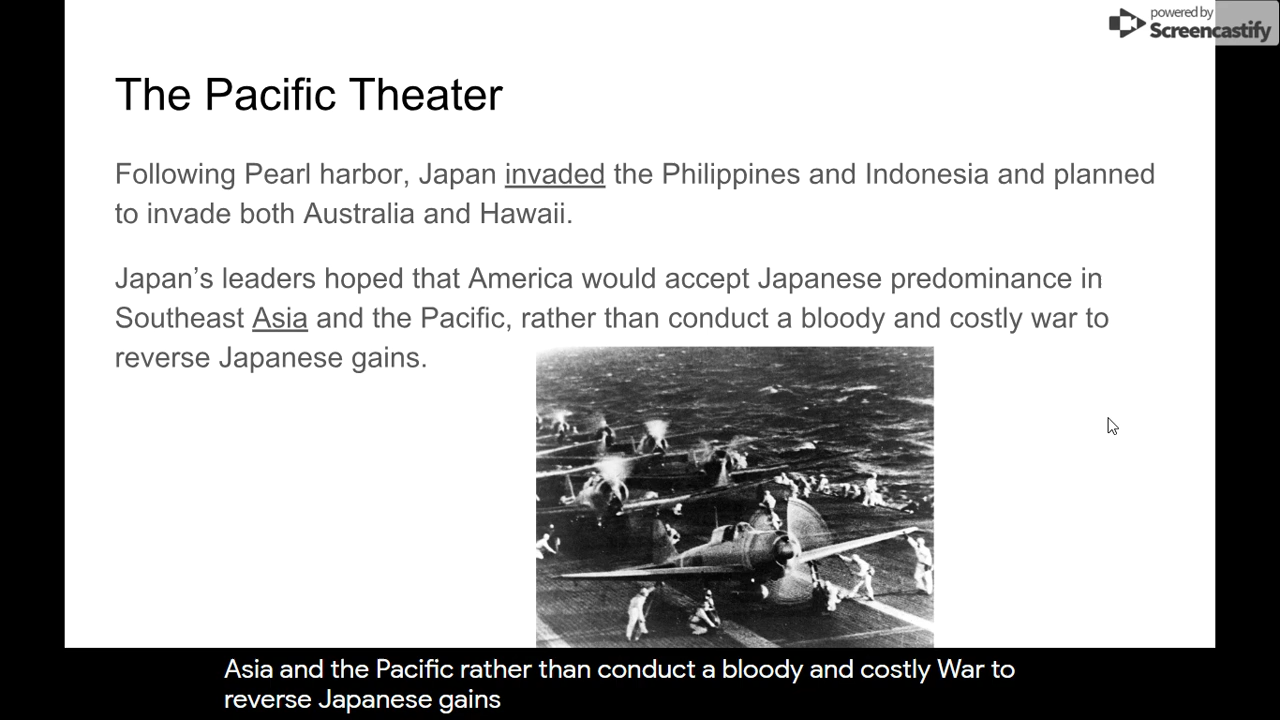 powered by
Screencastify
The Pacific Theater
Following Pearl harbor, Japan invaded the Philippines and Indonesia and planned
to invade both Australia and Hawaii.
Japan’s leaders hoped that America would accept Japanese predominance in
Southeast Asia and the Pacific, rather than conduct a bloody and costly war to
reverse Japanese gains.
Asia and the Pacific rather than conduct a bloody and costly War to
reverse Japanese gains